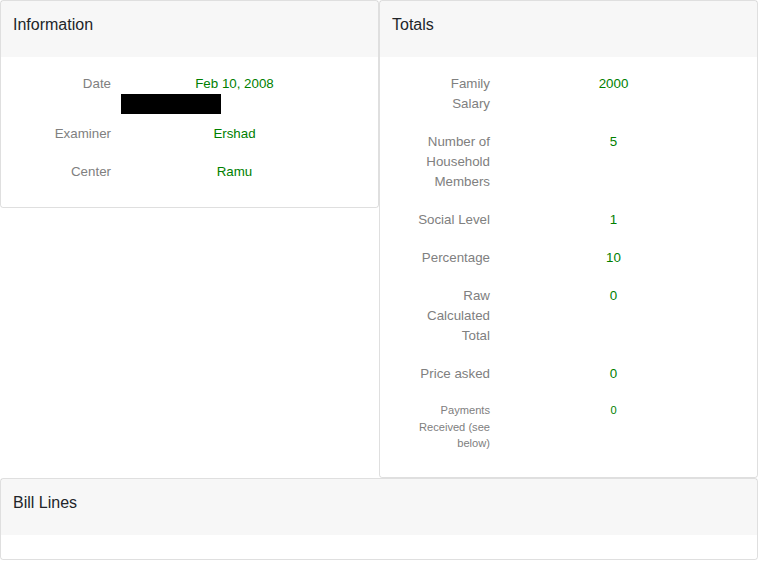 Information
Date Feb 10, 2008
Examiner Ershad
Center Ramu
Totals
Family 2000
Salary
Number of 5
Household
Members
Social Level 1
Percentage 10
Raw 0
Calculated
Total
Price asked 0
Payments 0
Received (see
below)
Bill Lines